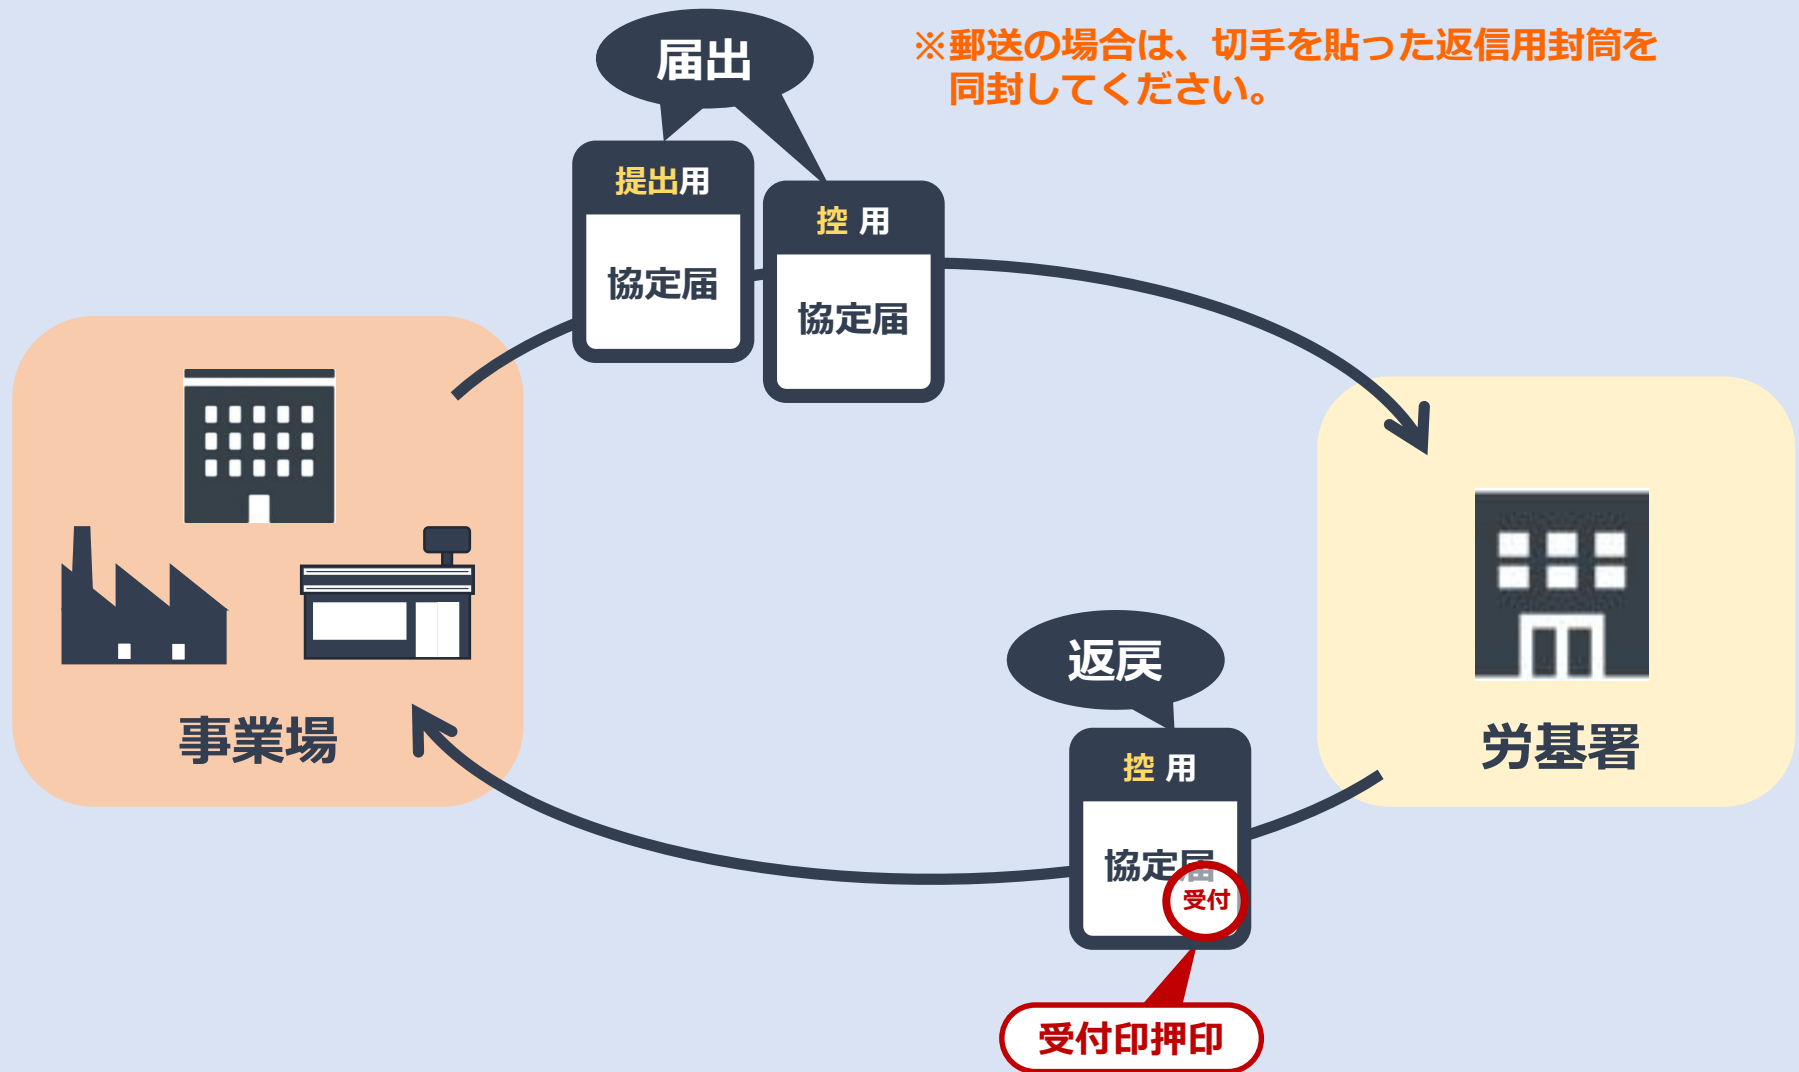 届出
※郵送の場合は、切手を貼った返信用封筒を
同封してください。
提出用
協定届
控 用
協定届
事業場
労基署
返戻
控 用
協定届
受付
受付印押印